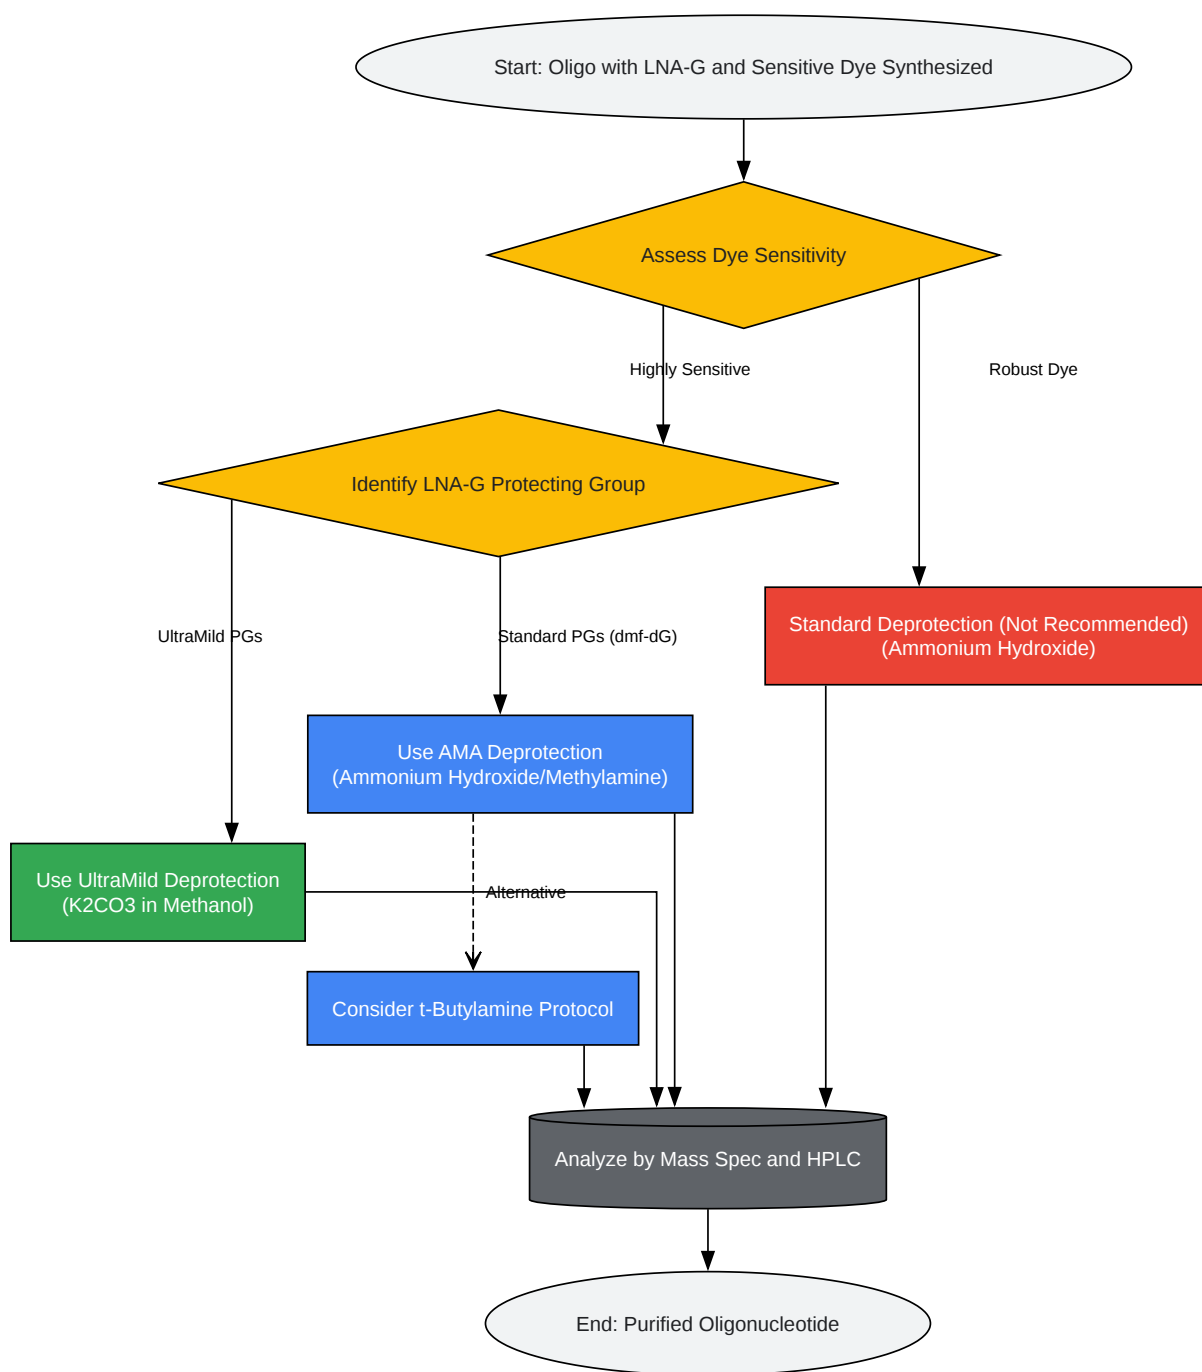 Start: Oligo with LNA-G and Sensitive Dye Synthesized
Assess Dye Sensitivity
Highly Sensitive
Robust Dye
Identify LNA-G Protecting Group
UltraMild PGs
Standard PGs (dmf-dG)
Standard Deprotection (Not Recommended)
(Ammonium Hydroxide)
Use AMA Deprotection
(Ammonium Hydroxide/Methylamine)
Use UltraMild Deprotection
(K2CO3 in Methanol)
Alternative
Consider t-Butylamine Protocol
Analyze by Mass Spec and HPLC
End: Purified Oligonucleotide